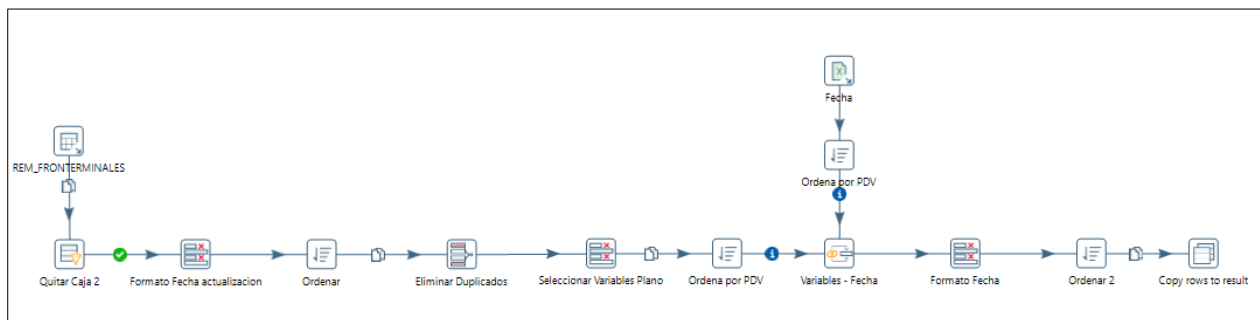 Fecha
REM_FRONTERMINALES
Ordena por PDV
Quitar Caja 2
Formato Fecha actualizacion
Ordenar
Eliminar Duplicados
Seleccionar Variables Plano
Ordena por PDV
Variables - Fecha
Formato Fecha
Ordenar 2
Copy rows to result